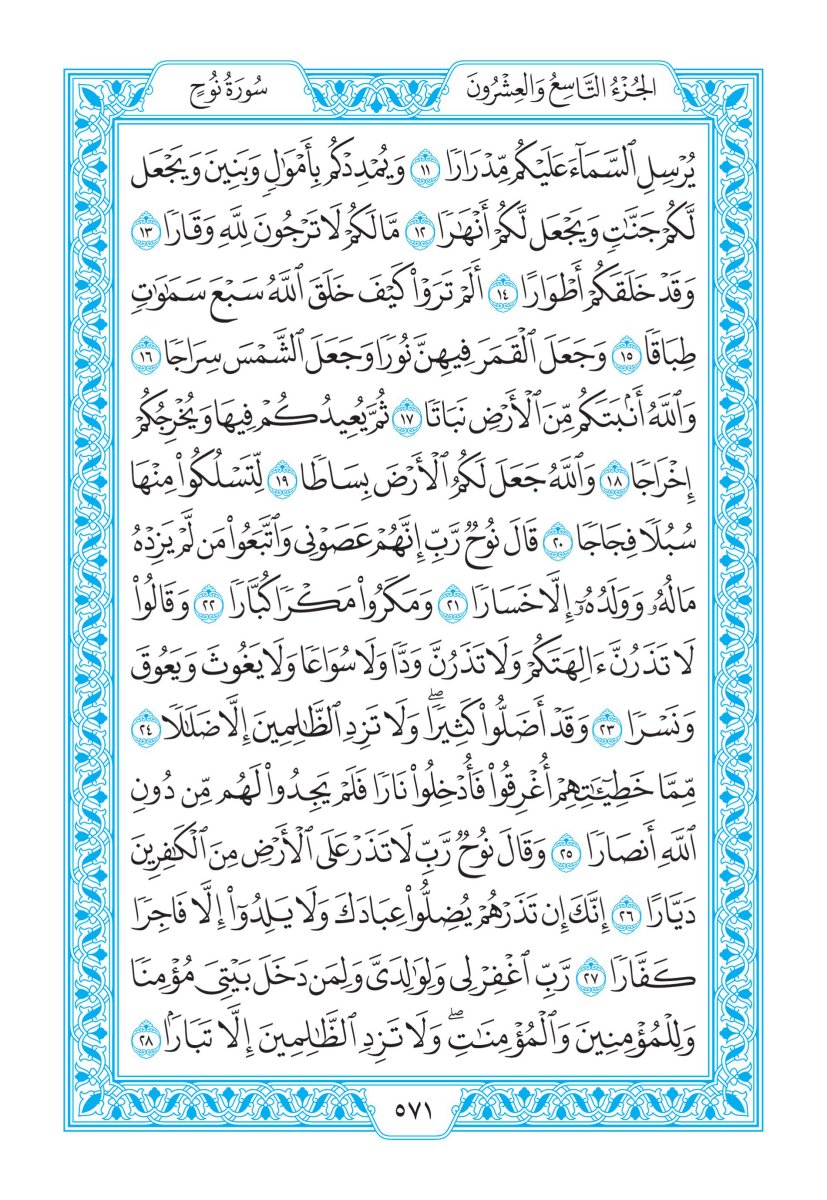 الجُزْءُ التَّاسِعُ وَالعِشْرُونَ
سُورَةُ نُوحٍ
يُرْسِلِ ٱلسَّمَآءَ عَلَيْكُم مِّدْرَارًا ١١ وَيُمْدِدْكُم بِأَمْوَٰلٍ وَبَنِينَ وَيَجْعَل
لَّكُمْ جَنَّٰتٍ وَيَجْعَل لَّكُمْ أَنْهَٰرًا ١٢ مَّا لَكُمْ لَا تَرْجُونَ لِلَّهِ وَقَارًا ١٣
وَقَدْ خَلَقَكُمْ أَطْوَارًا ١٤ أَلَمْ تَرَوْا۟ كَيْفَ خَلَقَ ٱللَّهُ سَبْعَ سَمَٰوَٰتٍ
طِبَاقًا ١٥ وَجَعَلَ ٱلْقَمَرَ فِيهِنَّ نُورًا وَجَعَلَ ٱلشَّمْسَ سِرَاجًا ١٦
وَٱللَّهُ أَنۢبَتَكُم مِّنَ ٱلْأَرْضِ نَبَاتًا ١٧ ثُمَّ يُعِيدُكُمْ فِيهَا وَيُخْرِجُكُمْ
إِخْرَاجًا ١٨ وَٱللَّهُ جَعَلَ لَكُمُ ٱلْأَرْضَ بِسَاطًا ١٩ لِّتَسْلُكُوا۟ مِنْهَا
سُبُلًا فِجَاجًا ٢٠ قَالَ نُوحٌ رَّبِّ إِنَّهُمْ عَصَوْنِى وَٱتَّبَعُوا۟ مَن لَّمْ يَزِدْهُ
مَالُهُۥ وَوَلَدُهُۥٓ إِلَّا خَسَارًا ٢١ وَمَكَرُوا۟ مَكْرًا كُبَّارًا ٢٢ وَقَالُوا۟
لَا تَذَرُنَّ ءَالِهَتَكُمْ وَلَا تَذَرُنَّ وَدًّا وَلَا سُوَاعًا وَلَا يَغُوثَ وَيَعُوقَ
وَنَسْرًا ٢٣ وَقَدْ أَضَلُّوا۟ كَثِيرًا ۖ وَلَا تَزِدِ ٱلظَّٰلِمِينَ إِلَّا ضَلَٰلًا ٢٤
مِّمَّا خَطِيٓـَٰٔتِهِمْ أُغْرِقُوا۟ فَأُدْخِلُوا۟ نَارًا فَلَمْ يَجِدُوا۟ لَهُم مِّن دُونِ
ٱللَّهِ أَنصَارًا ٢٥ وَقَالَ نُوحٌ رَّبِّ لَا تَذَرْ عَلَى ٱلْأَرْضِ مِنَ ٱلْكَٰفِرِينَ
دَيَّارًا ٢٦ إِنَّكَ إِن تَذَرْهُمْ يُضِلُّوا۟ عِبَادَكَ وَلَا يَلِدُوٓا۟ إِلَّا فَاجِرًا
كَفَّارًا ٢٧ رَّبِّ ٱغْفِرْ لِى وَلِوَٰلِدَىَّ وَلِمَن دَخَلَ بَيْتِىَ مُؤْمِنًا
وَلِلْمُؤْمِنِينَ وَٱلْمُؤْمِنَٰتِ ۖ وَلَا تَزِدِ ٱلظَّٰلِمِينَ إِلَّا تَبَارًۢا ٢٨
٥٧١